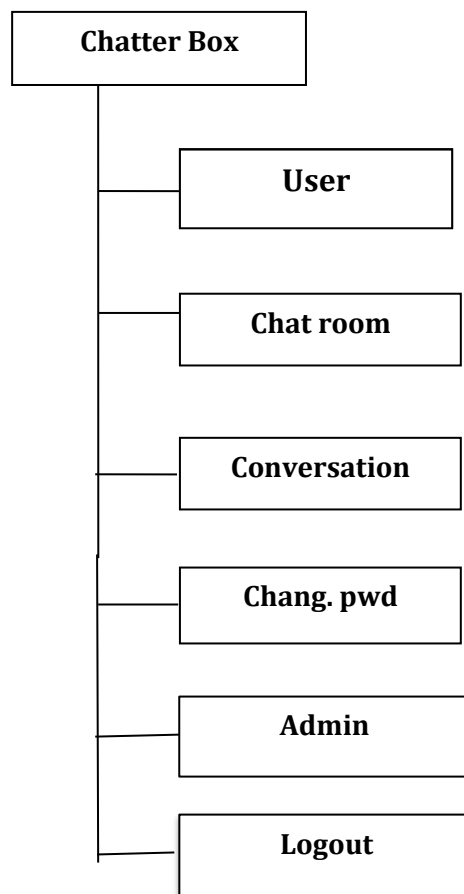 Chatter Box
User
Chat room
Conversation
Chang. pwd
Admin
Logout